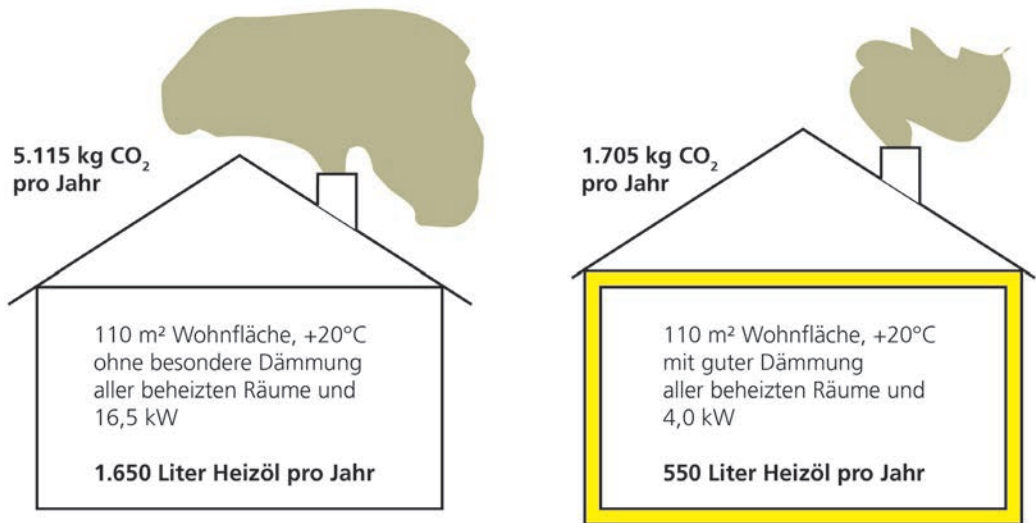 5.115 kg CO₂
pro Jahr
110 m² Wohnfläche, +20°C
ohne besondere Dämmung
aller beheizten Räume und
16,5 kW
1.650 Liter Heizöl pro Jahr
1.705 kg CO₂
pro Jahr
110 m² Wohnfläche, +20°C
mit guter Dämmung
aller beheizten Räume und
4,0 kW
550 Liter Heizöl pro Jahr